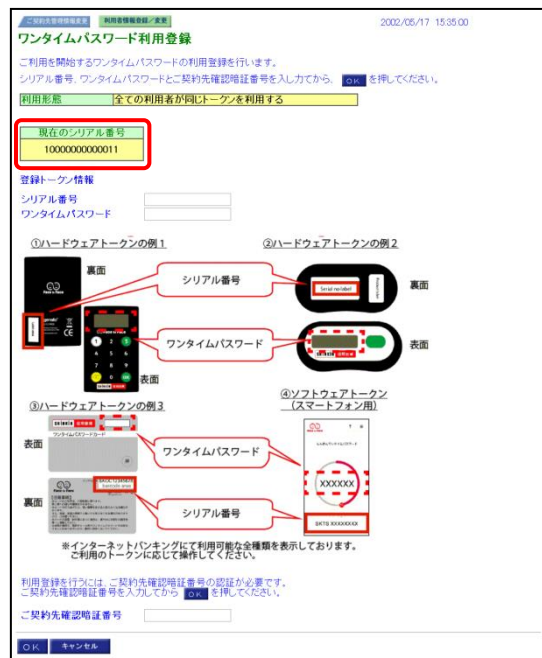 ご契約先管理情報変更 利用者情報登録／変更
2002/05/17 15:35:00
ワンタイムパスワード利用登録
ご利用を開始するワンタイムパスワードの利用登録を行います。
シリアル番号、ワンタイムパスワードとご契約先確認暗証番号を入し力てから、 OK を押してください。
利用形態 全ての利用者が同じトークンを利用する
現在のシリアル番号
10000000000011
登録トークン情報
シリアル番号
ワンタイムパスワード
①ハードウェアトークンの例１
②ハードウェアトークンの例２
裏面
シリアル番号
Serial number
裏面
ワンタイムパスワード
表面
表面
③ハードウェアトークンの例３
④ソフトウェアトークン
（スマートフォン用）
表面
ワンタイムパスワードカード
ワンタイムパスワード
XXXXXX
裏面
シリアル番号
※インターネットバンキングにて利用可能な全種類を表示しております。
ご利用のトークンに応じて操作してください。
利用登録を行うには、ご契約先確認暗証番号の認証が必要です。
ご契約先確認暗証番号を入力してから OK を押してください。
ご契約先確認暗証番号
OK キャンセル